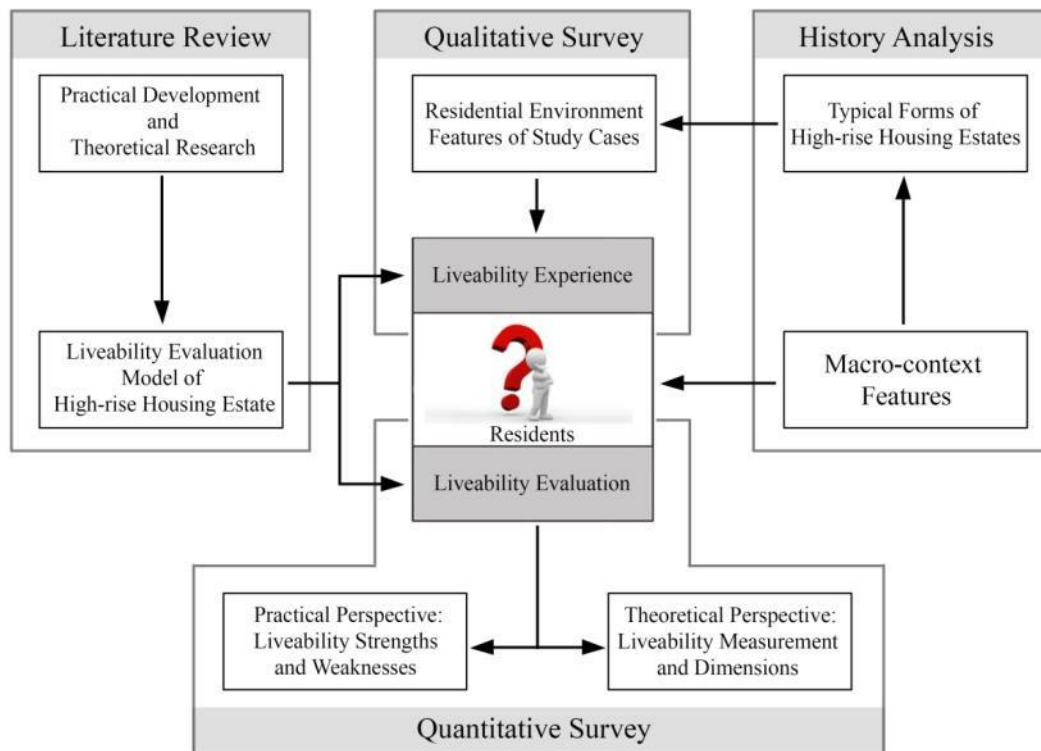 Literature Review
Practical Development
and
Theoretical Research
Liveability Evaluation
Model of
High-rise Housing Estate
Qualitative Survey
Residential Environment
Features of Study Cases
Liveability Experience
Residents
Liveability Evaluation
History Analysis
Typical Forms of
High-rise Housing Estates
Macro-context
Features
Practical Perspective:
Liveability Strengths
and Weaknesses
Theoretical Perspective:
Liveability Measurement
and Dimensions
Quantitative Survey